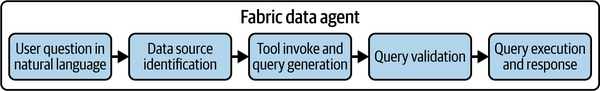 Fabric data agent
User question in
natural language
Data source
identification
Tool invoke and
query generation
Query validation
Query execution
and response